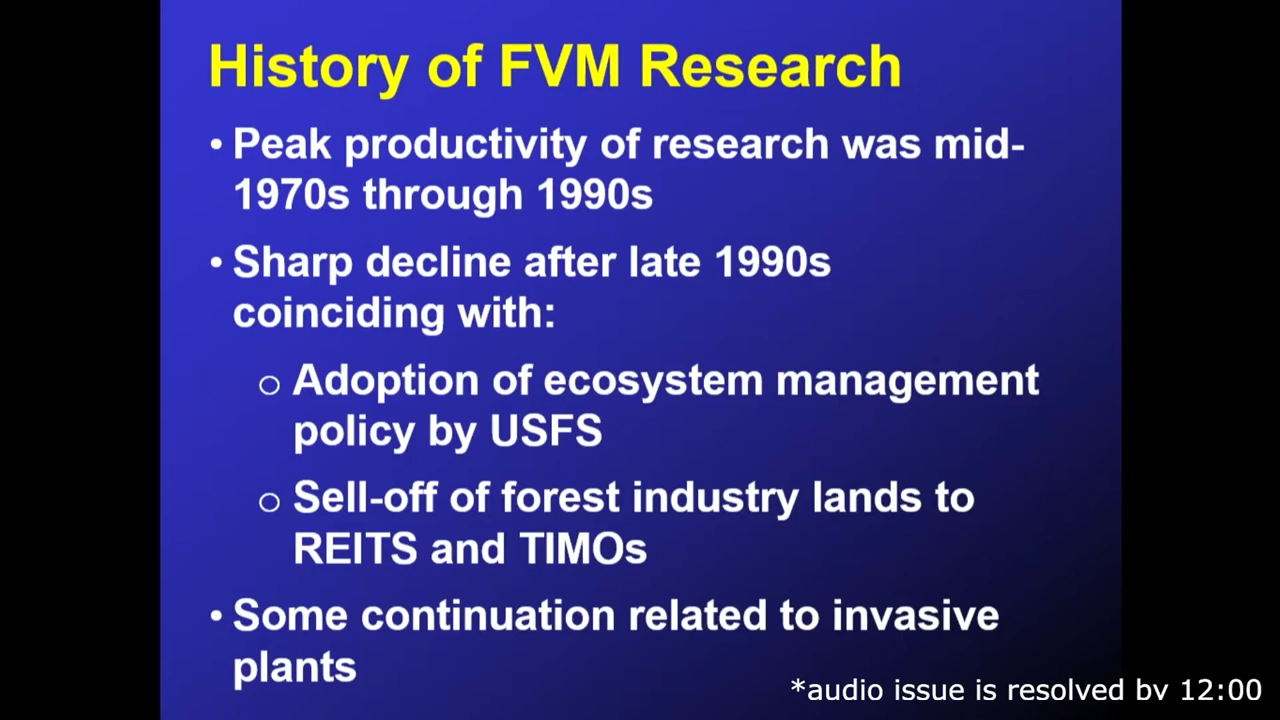 History of FVM Research
• Peak productivity of research was mid-
1970s through 1990s
• Sharp decline after late 1990s
coinciding with:
o Adoption of ecosystem management
policy by USFS
o Sell-off of forest industry lands to
REITS and TIMOs
• Some continuation related to invasive
plants
*audio issue is resolved by 12:00